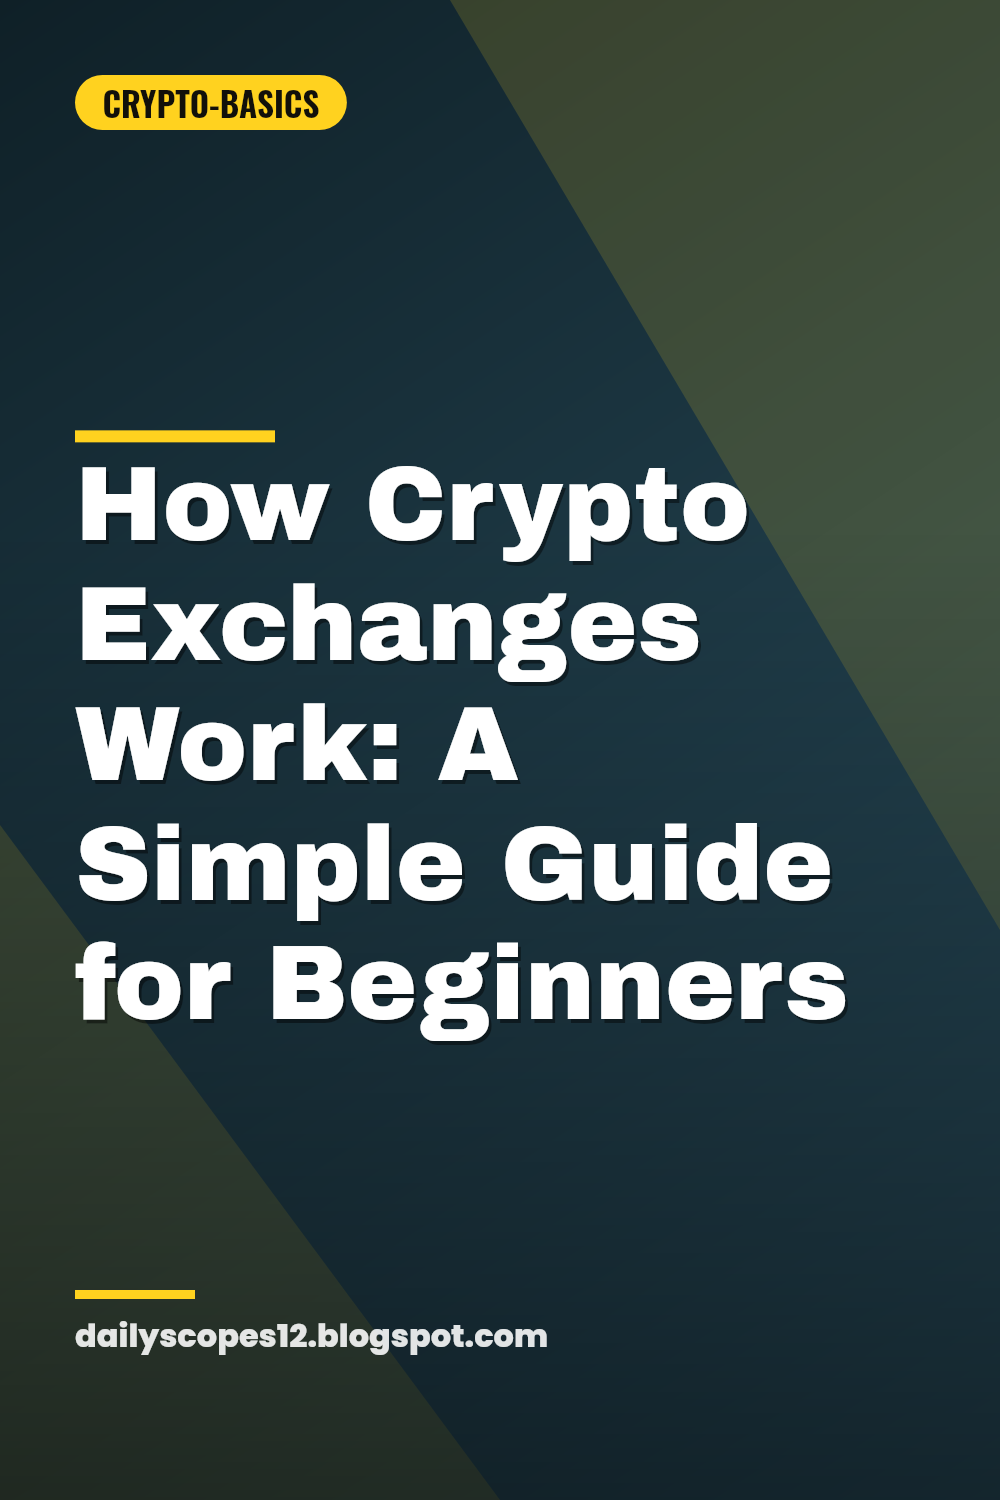 CRYPTO-BASICS
How Crypto
Exchanges
Work: A
Simple Guide
for Beginners
dailyscopes12.blogspot.com